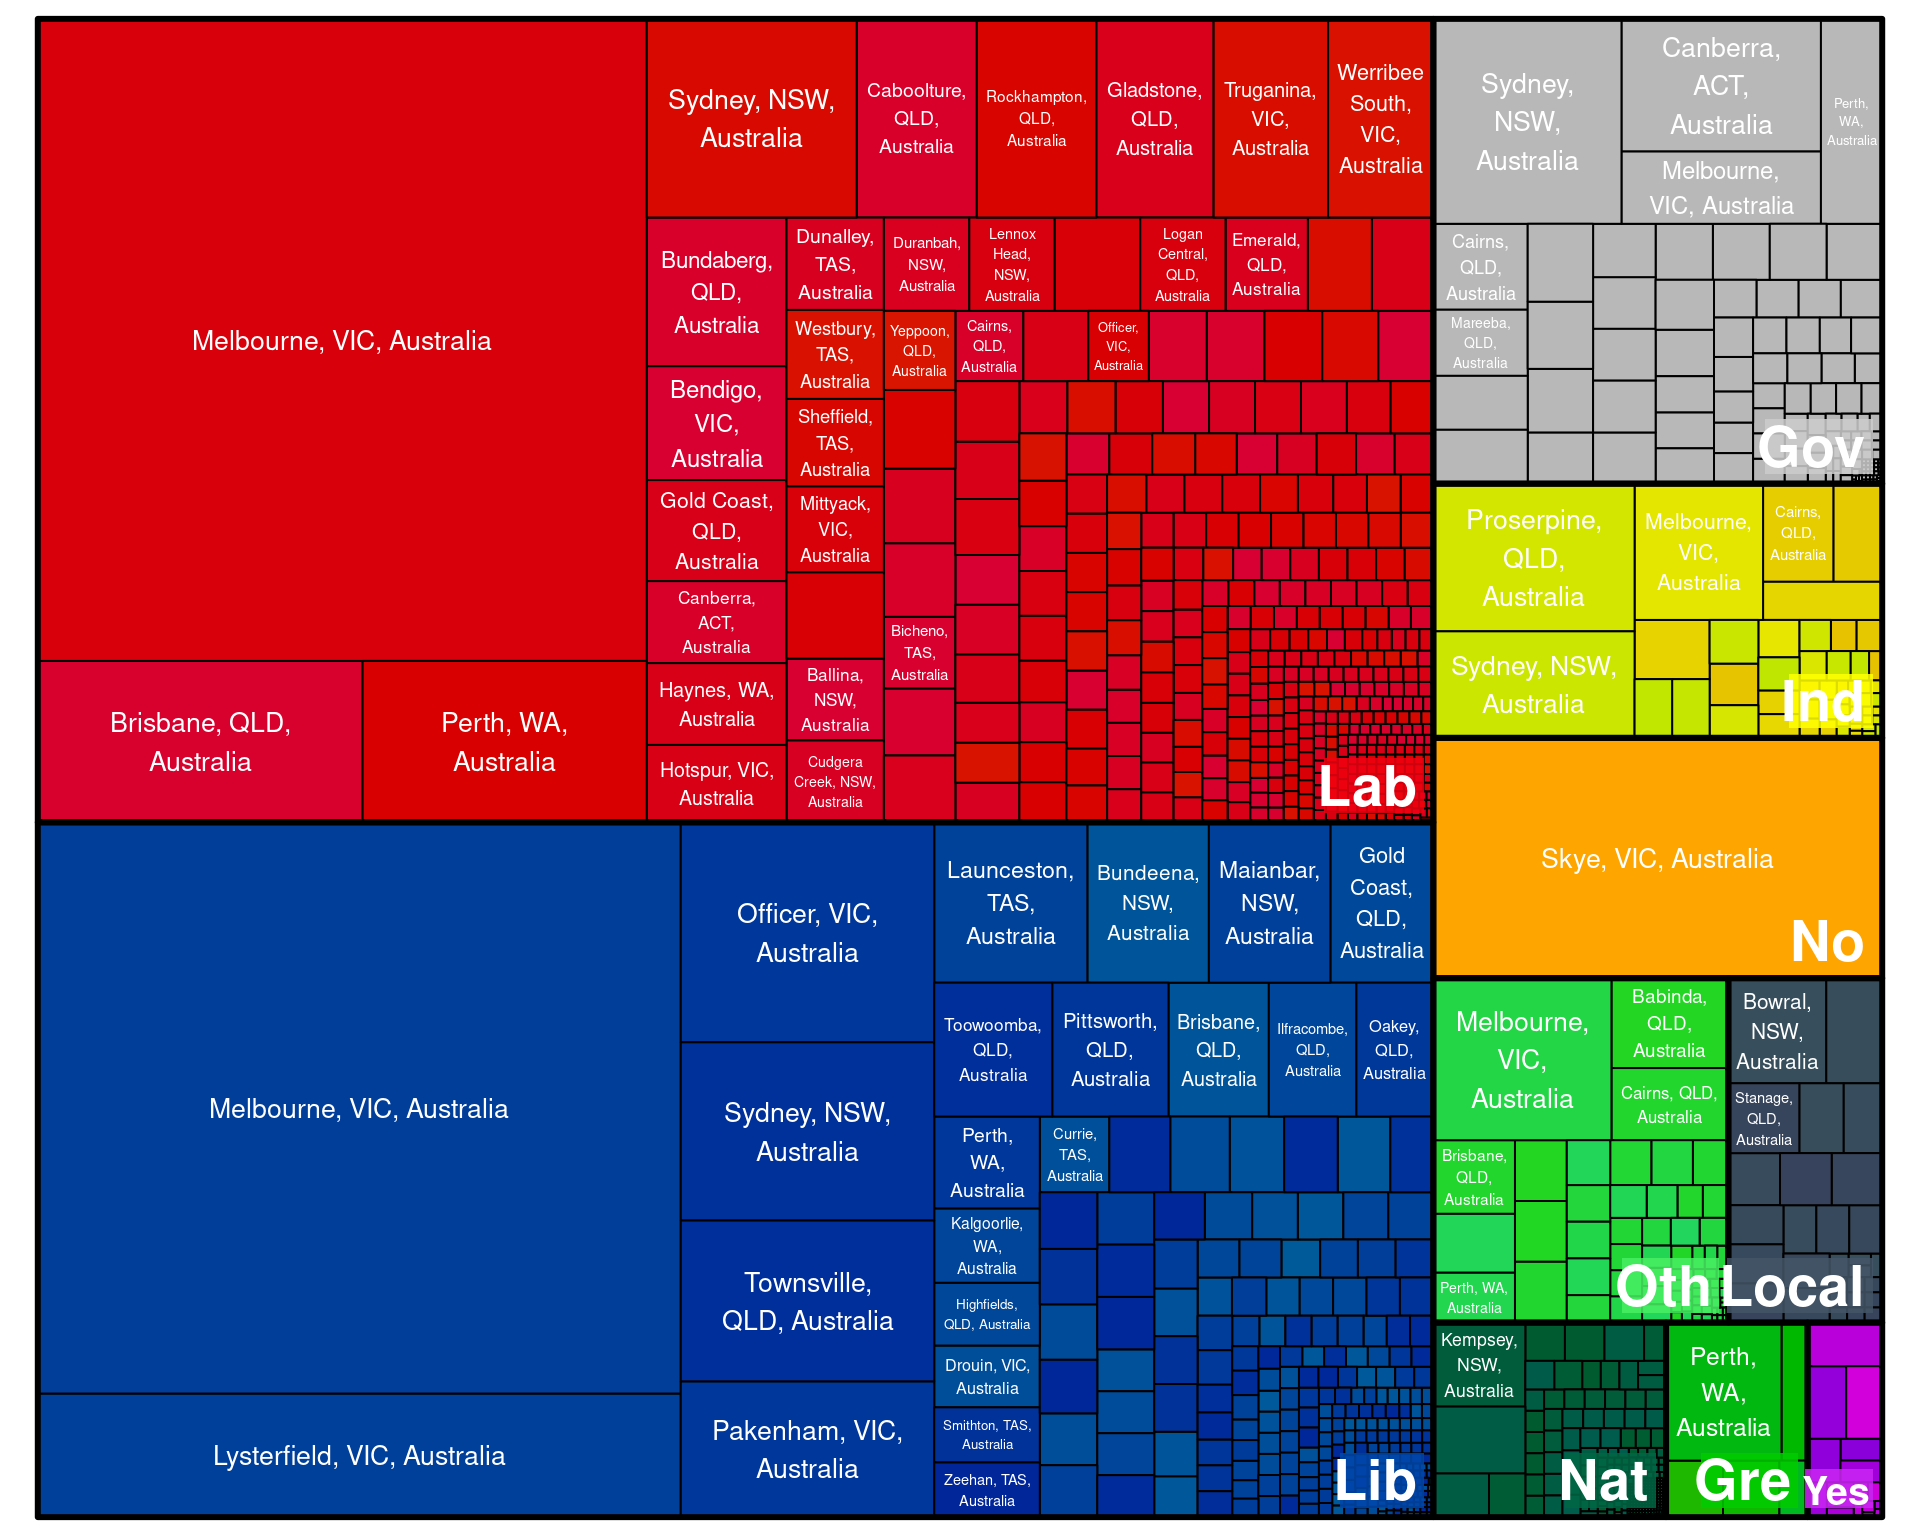 Melbourne, VIC, Australia
Brisbane, QLD,
Australia
Perth, WA,
Australia
Sydney, NSW,
Australia
Caboolture,
QLD,
Australia
Rockhampton,
QLD,
Australia
Gladstone,
QLD,
Australia
Truganina,
VIC,
Australia
Werribee
South,
VIC,
Australia
Bundaberg,
QLD,
Australia
Bendigo,
VIC,
Australia
Gold Coast,
QLD,
Australia
Canberra,
ACT,
Australia
Haynes, WA,
Australia
Hotspur, VIC,
Australia
Dunalley,
TAS,
Australia
Westbury,
TAS,
Australia
Sheffield,
TAS,
Australia
Mittyack,
VIC,
Australia
Ballina,
NSW,
Australia
Cudgera
Creek, NSW,
Australia
Duranbah,
NSW,
Australia
Lennox
Head,
NSW,
Australia
Logan
Central,
QLD,
Australia
Emerald,
QLD,
Australia
Yeppoon,
QLD,
Australia
Cairns,
QLD,
Australia
Officer,
VIC,
Australia
Bicheno,
TAS,
Australia
Lab
Melbourne, VIC, Australia
Lysterfield, VIC, Australia
Officer, VIC,
Australia
Sydney, NSW,
Australia
Townsville,
QLD, Australia
Pakenham, VIC,
Australia
Launceston,
TAS,
Australia
Bundeena,
NSW,
Australia
Maianbar,
NSW,
Australia
Gold
Coast,
QLD,
Australia
Toowoomba,
QLD,
Australia
Pittsworth,
QLD,
Australia
Brisbane,
QLD,
Australia
Ilfracombe,
QLD,
Australia
Oakey,
QLD,
Australia
Perth,
WA,
Australia
Currie,
TAS,
Australia
Kalgoorlie,
WA,
Australia
Highfields,
QLD, Australia
Drouin, VIC,
Australia
Smithton, TAS,
Australia
Zeehan, TAS,
Australia
Lib
Sydney,
NSW,
Australia
Canberra,
ACT,
Australia
Melbourne,
VIC, Australia
Perth,
WA,
Australia
Cairns,
QLD,
Australia
Mareeba,
QLD,
Australia
Gov
Proserpine,
QLD,
Australia
Sydney, NSW,
Australia
Melbourne,
VIC,
Australia
Cairns,
QLD,
Australia
Ind
Skye, VIC, Australia
No
Melbourne,
VIC,
Australia
Babinda,
QLD,
Australia
Cairns, QLD,
Australia
Brisbane,
QLD,
Australia
Perth, WA,
Australia
Oth
Bowral,
NSW,
Australia
Stanage,
QLD,
Australia
Local
Kempsey,
NSW,
Australia
Nat
Perth,
WA,
Australia
Gre
Yes